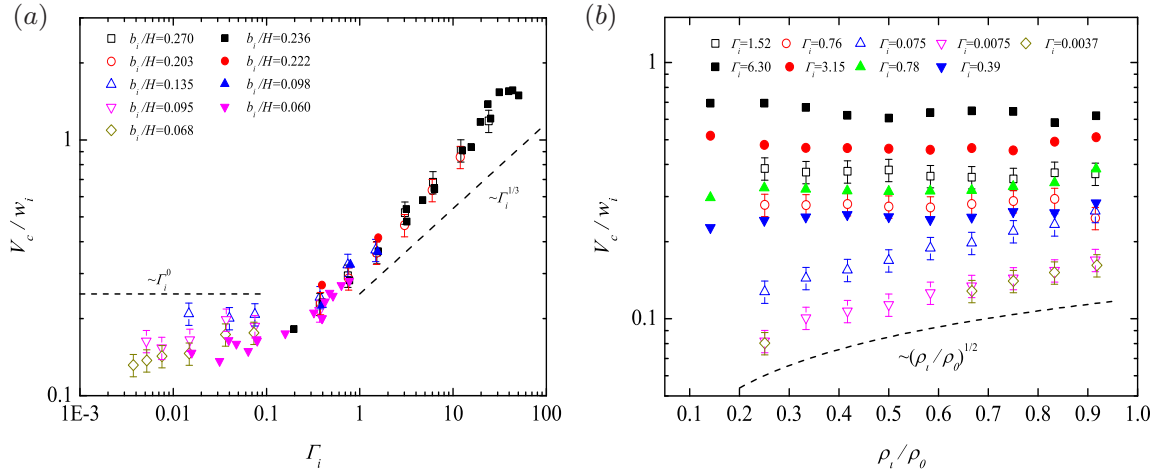 (a)
b_i/H=0.270 b_i/H=0.236
b_i/H=0.203 b_i/H=0.222
b_i/H=0.135 b_i/H=0.098
b_i/H=0.095 b_i/H=0.060
b_i/H=0.068
~Γ_i^{1/3}
~Γ_i^0
V_c / w_i
1
0.1
1E-3 0.01 0.1 1 10 100
Γ_i
(b)
Γ_i=1.52 Γ_i=0.76 Γ_i=0.075 Γ_i=0.0075 Γ_i=0.0037
Γ_i=6.30 Γ_i=3.15 Γ_i=0.78 Γ_i=0.39
V_c / w_i
1
0.1
~(ρ_ι/ρ_0)^{1/2}
0.1 0.2 0.3 0.4 0.5 0.6 0.7 0.8 0.9 1.0
ρ_ι/ρ_0